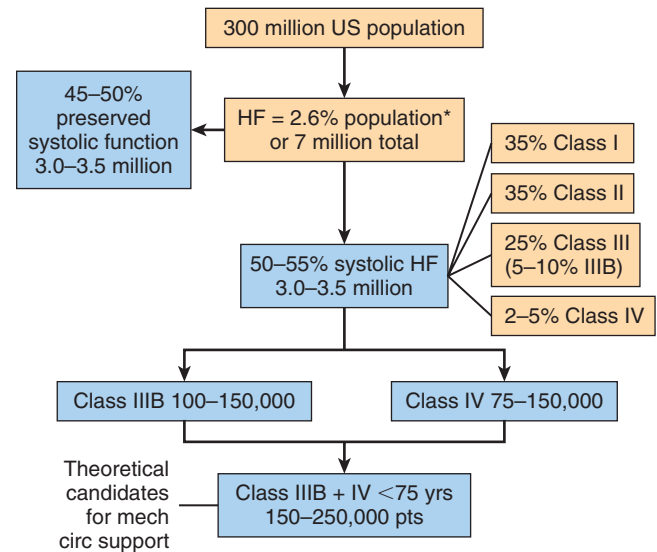 300 million US population
45–50%
preserved
systolic function
3.0–3.5 million
HF = 2.6% population*
or 7 million total
35% Class I
35% Class II
25% Class III
(5–10% IIIB)
2–5% Class IV
50–55% systolic HF
3.0–3.5 million
Class IIIB 100–150,000
Class IV 75–150,000
Theoretical
candidates
for mech
circ support
Class IIIB + IV <75 yrs
150–250,000 pts